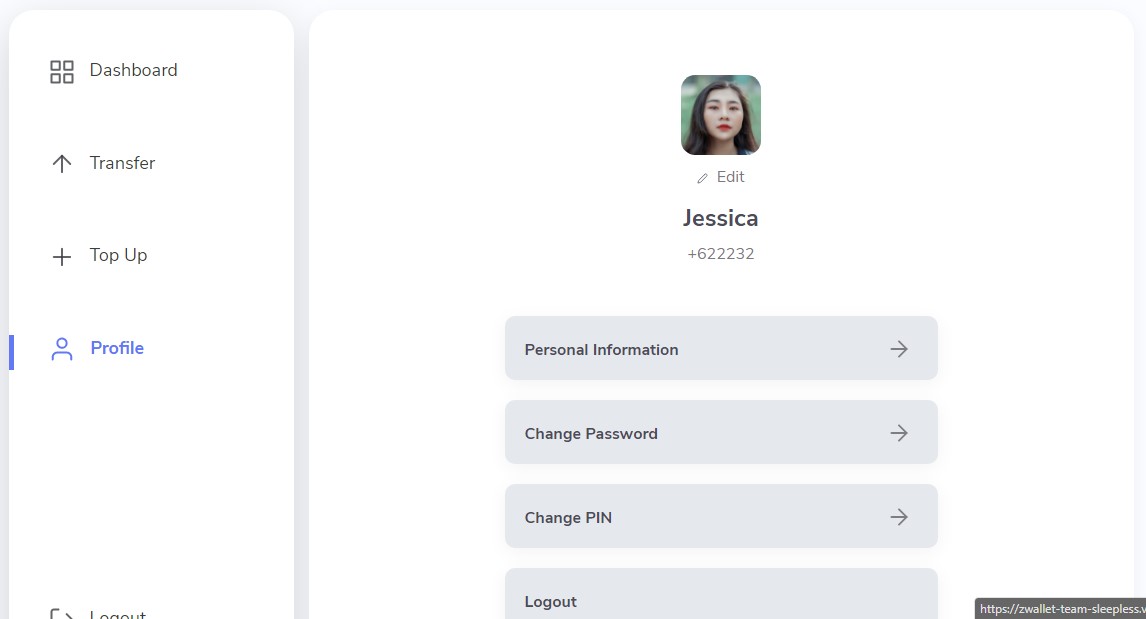 Dashboard
Transfer
Top Up
Profile
Logout
Edit
Jessica
+622232
Personal Information
Change Password
Change PIN
Logout
https://zwallet-team-sleepless.v